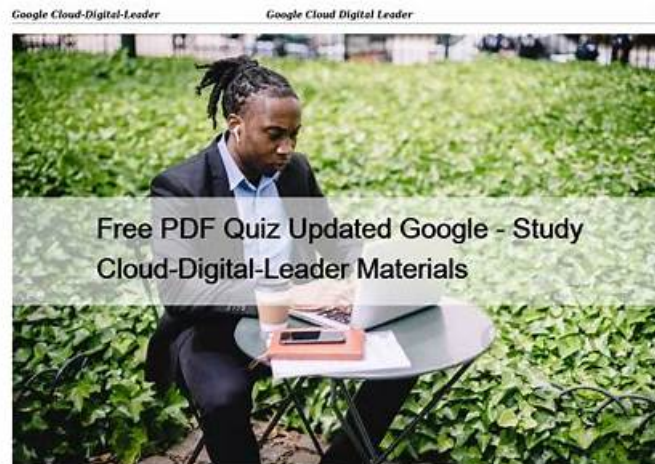 Google Cloud-Digital-Leader
Google Cloud Digital Leader
Free PDF Quiz Updated Google - Study
Cloud-Digital-Leader Materials